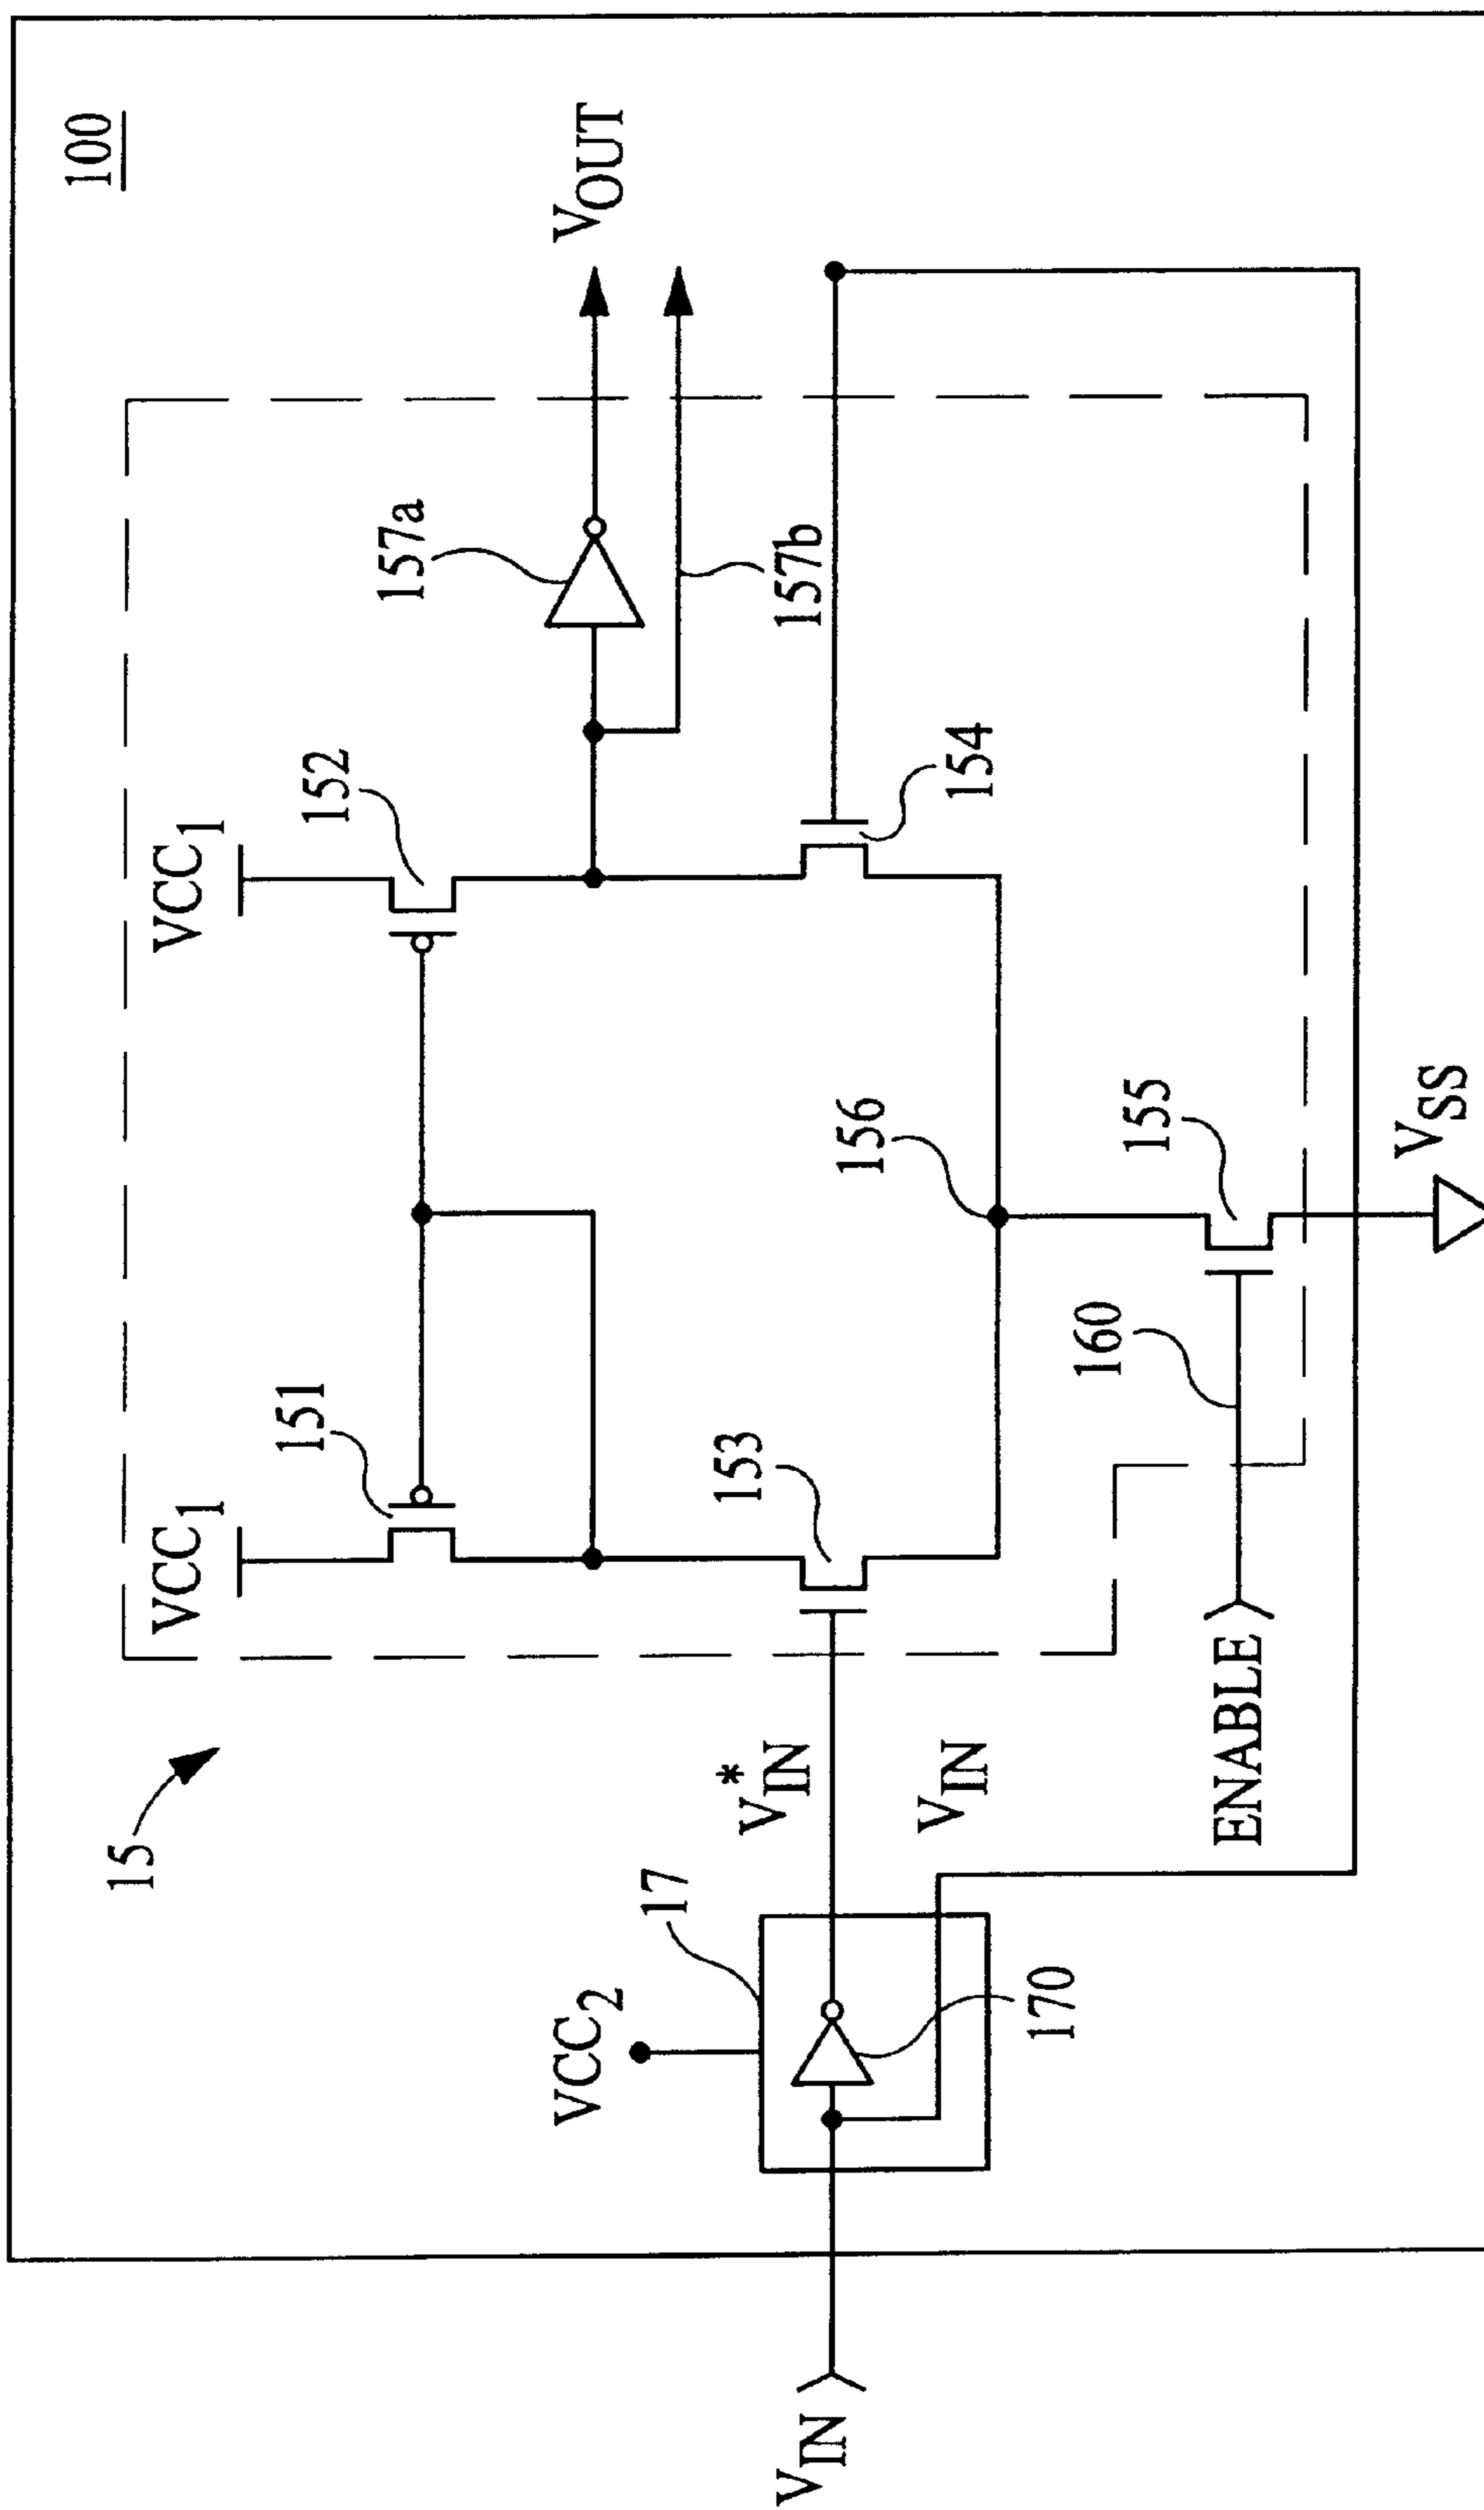 100
15
VCC1
VCC1
151
152
157a
VOUT
VCC2
17
V*IN
153
157b
156
154
VIN
VIN
170
160
155
ENABLE
VSS